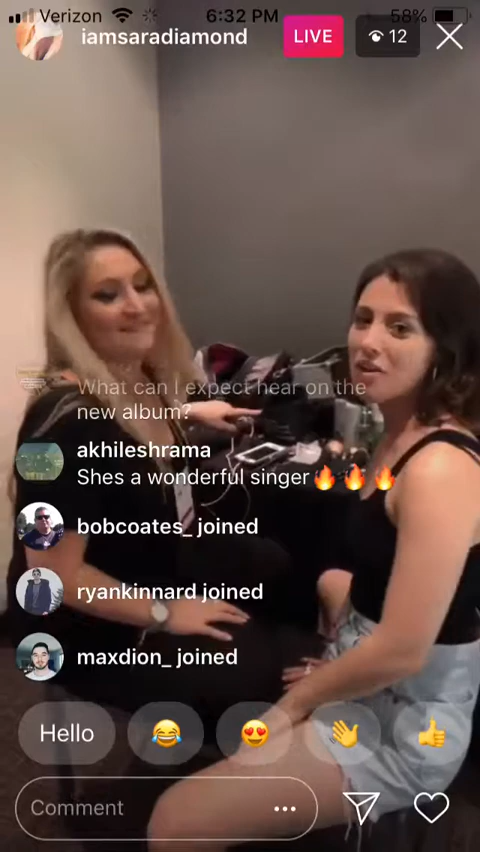 Verizon 6:32 PM 58%
iamsaradiamond LIVE 12
What can I expect hear on the
new album?
akhileshrama
Shes a wonderful singer🔥🔥🔥
bobcoates_ joined
ryankinnard joined
maxdion_ joined
Hello 😂 😍 👋 👍
Comment ...